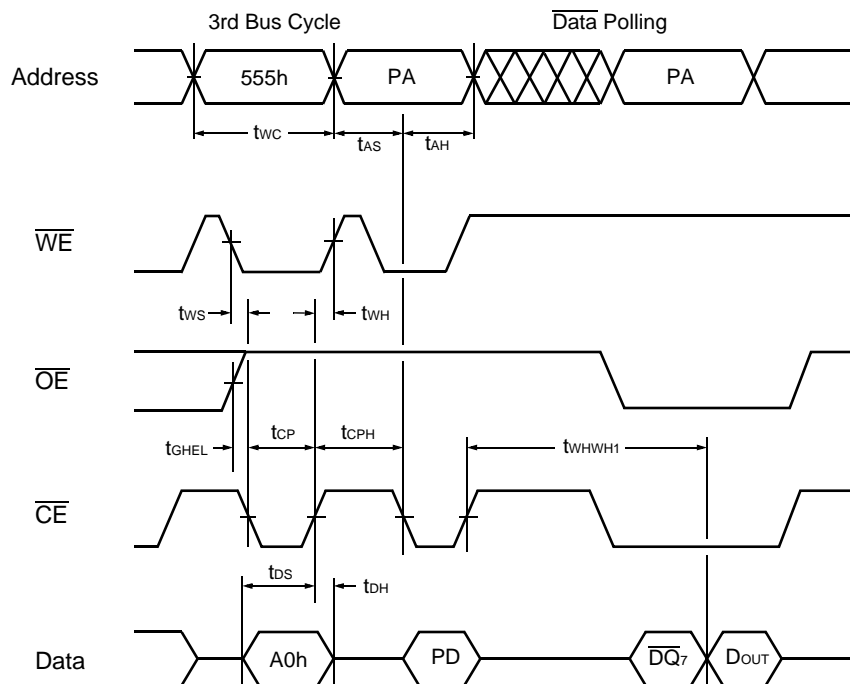 3rd Bus Cycle
Data Polling
Address
555h
PA
PA
tWC
tAS
tAH
WE
tWS
tWH
OE
tGHEL
tCP
tCPH
tWHWH1
CE
tDS
tDH
Data
A0h
PD
DQ7
DOUT